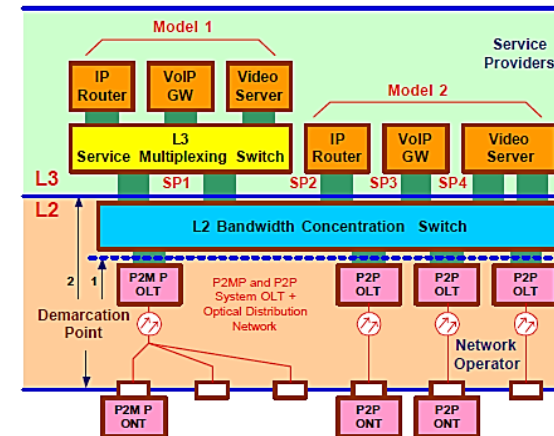 Model 1
Service
Providers
IP
Router
VoIP
GW
Video
Server
Model 2
L3
Service Multiplexing Switch
IP
Router
VoIP
GW
Video
Server
L3
SP1
SP2
SP3
SP4
L2
L2 Bandwidth Concentration Switch
2
1
P2M P
OLT
P2MP and P2P
System OLT +
Optical Distribution
Network
P2P
OLT
P2P
OLT
P2P
OLT
Demarcation
Point
Network
Operator
P2M P
ONT
P2P
ONT
P2P
ONT